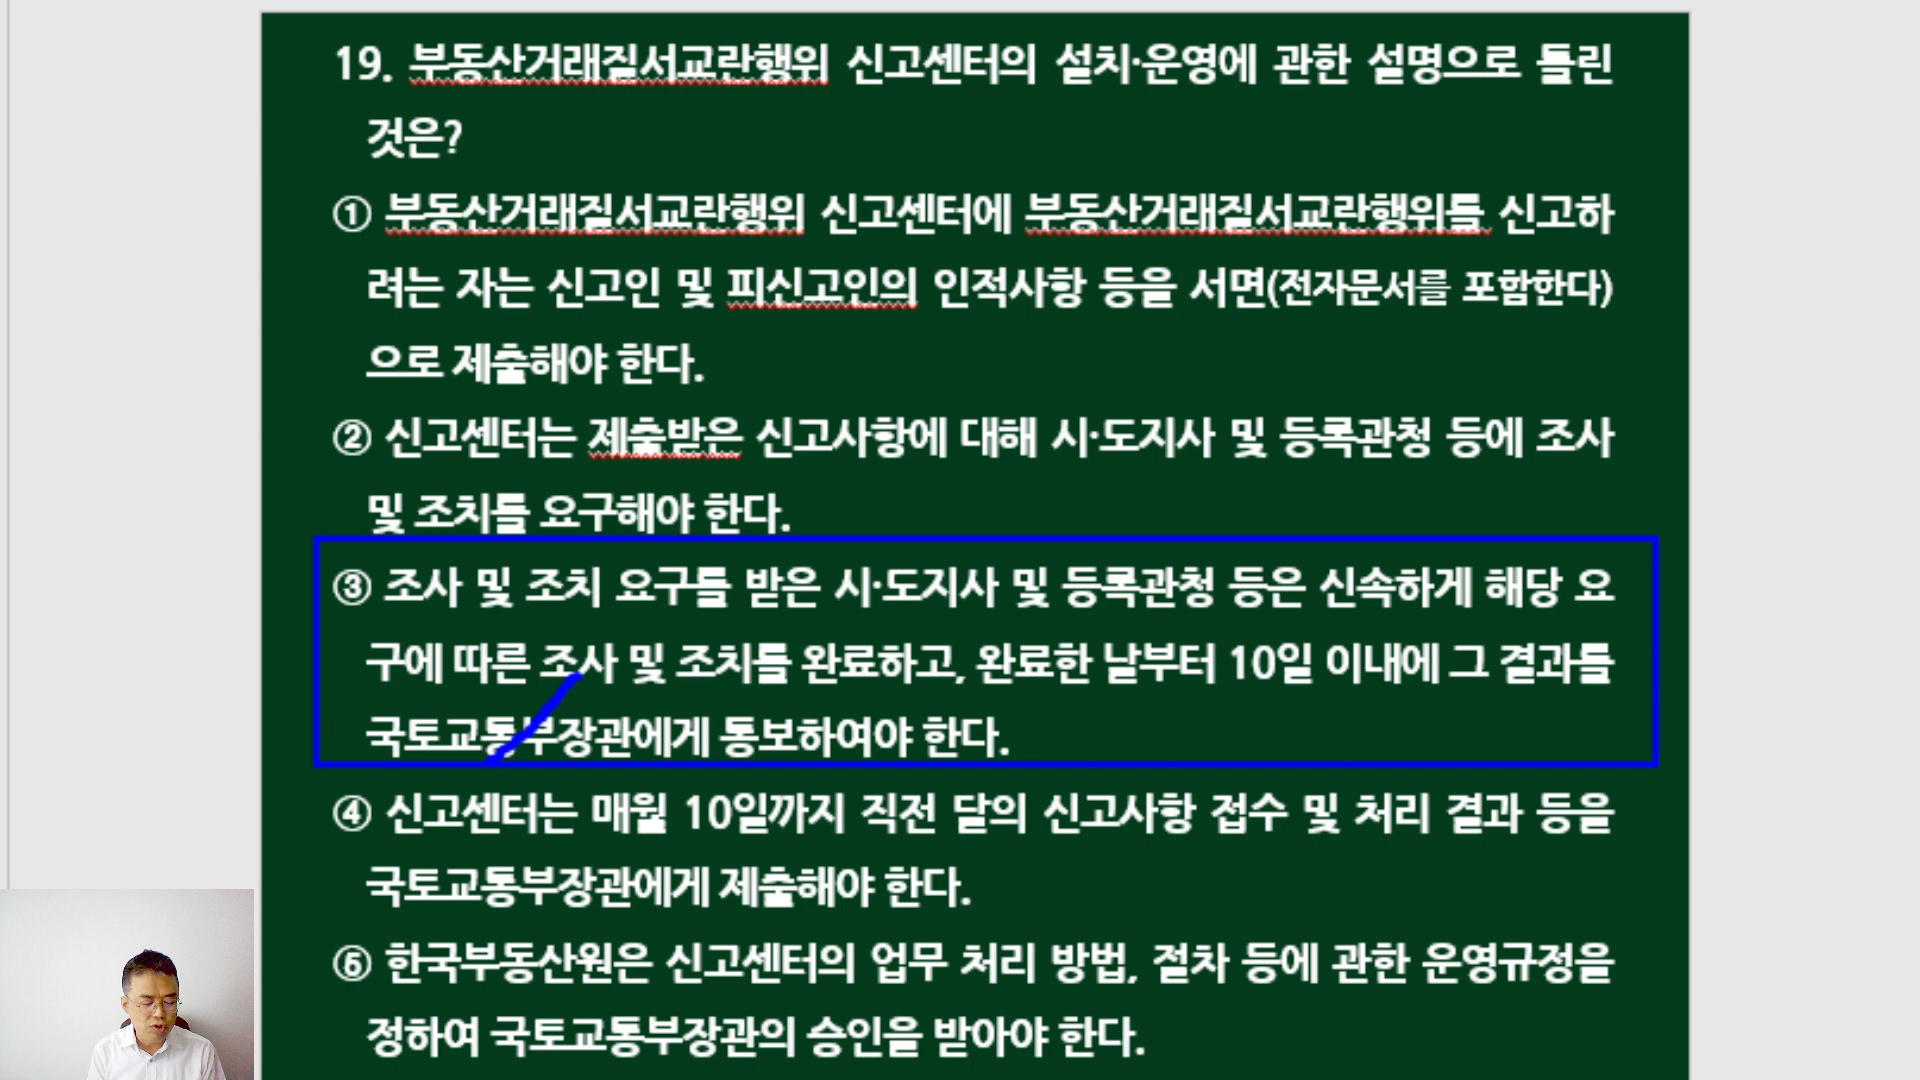 19. 부동산거래질서교란행위 신고센터의 설치·운영에 관한 설명으로 틀린
것은?
① 부동산거래질서교란행위 신고센터에 부동산거래질서교란행위를 신고하
려는 자는 신고인 및 피신고인의 인적사항 등을 서면(전자문서를 포함한다)
으로 제출해야 한다.
② 신고센터는 제출받은 신고사항에 대해 시·도지사 및 등록관청 등에 조사
및 조치를 요구해야 한다.
③ 조사 및 조치 요구를 받은 시·도지사 및 등록관청 등은 신속하게 해당 요
구에 따른 조사 및 조치를 완료하고, 완료한 날부터 10일 이내에 그 결과를
국토교통부장관에게 통보하여야 한다.
④ 신고센터는 매월 10일까지 직전 달의 신고사항 접수 및 처리 결과 등을
국토교통부장관에게 제출해야 한다.
⑤ 한국부동산원은 신고센터의 업무 처리 방법, 절차 등에 관한 운영규정을
정하여 국토교통부장관의 승인을 받아야 한다.